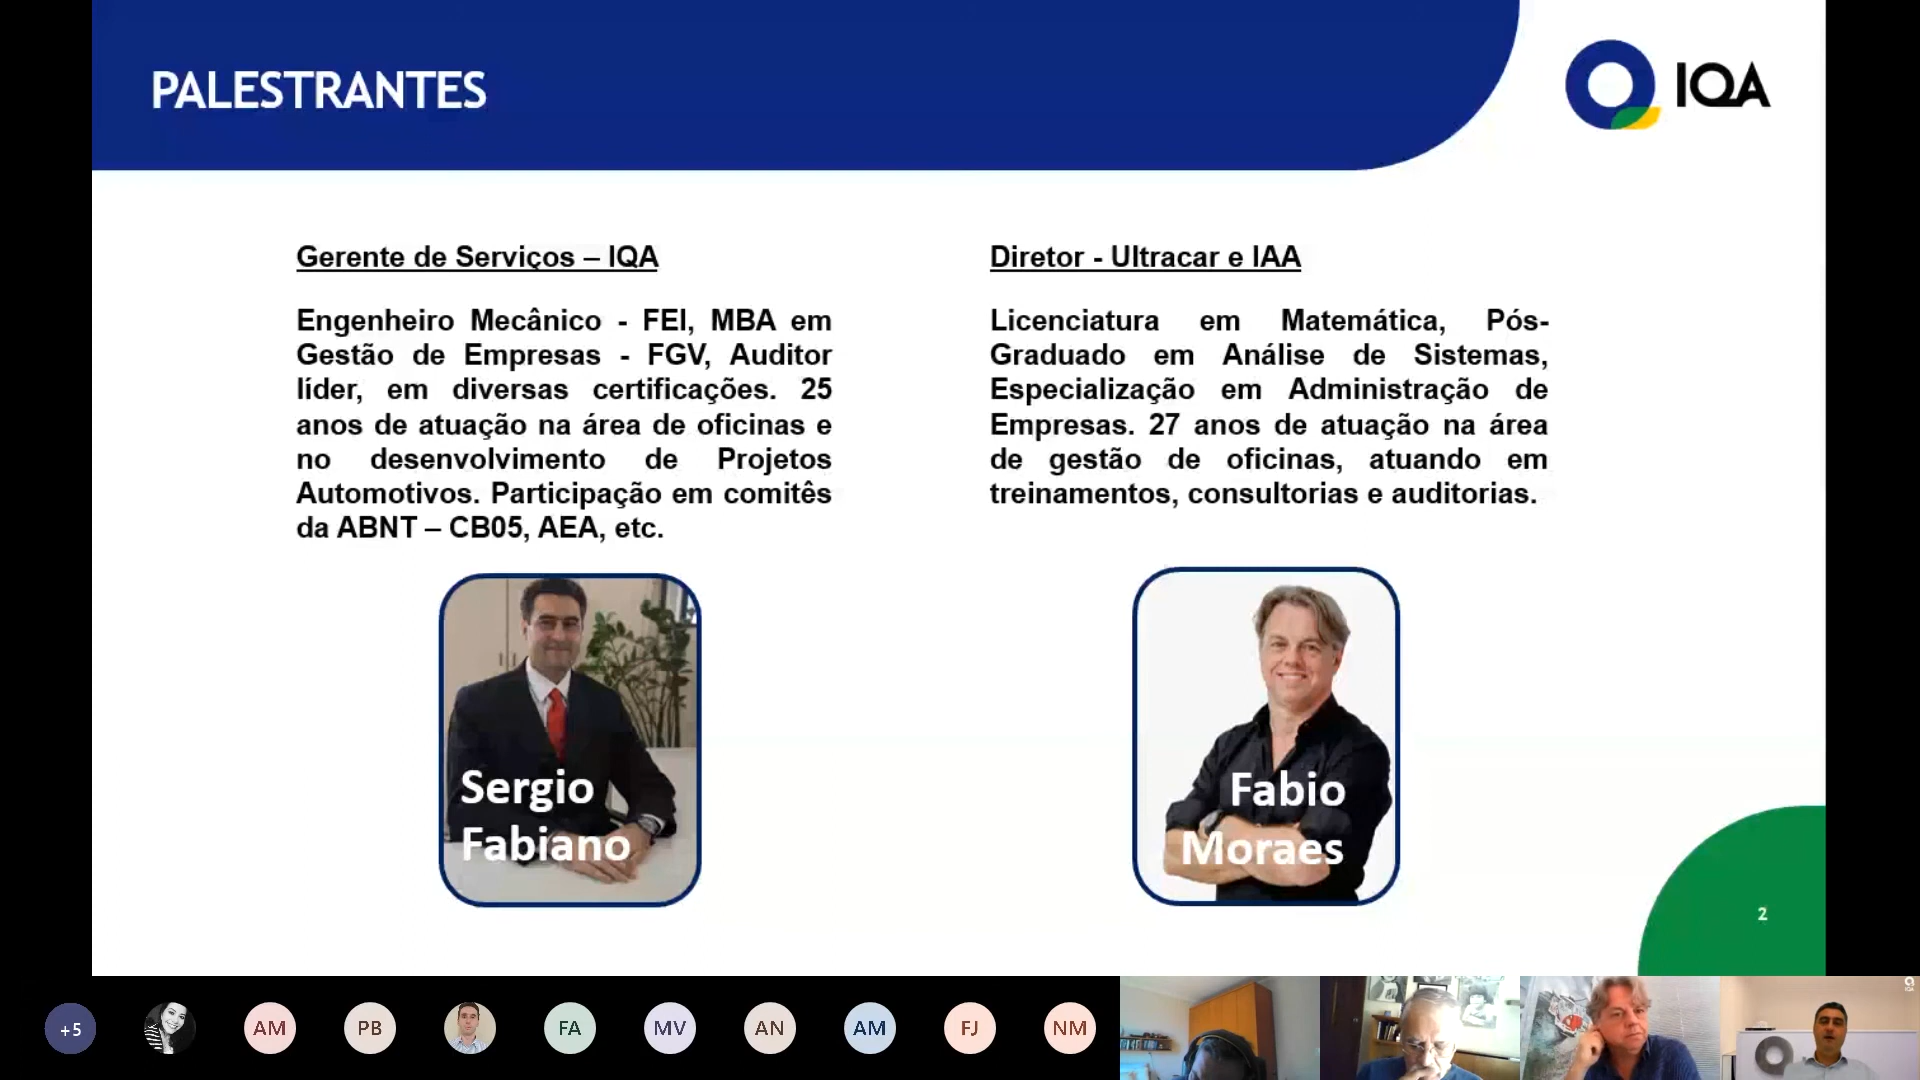 PALESTRANTES
IQA
Gerente de Serviços – IQA
Engenheiro Mecânico - FEI, MBA em
Gestão de Empresas - FGV, Auditor
líder, em diversas certificações. 25
anos de atuação na área de oficinas e
no desenvolvimento de Projetos
Automotivos. Participação em comitês
da ABNT – CB05, AEA, etc.
Sergio
Fabiano
Diretor - Ultracar e IAA
Licenciatura em Matemática, Pós-
Graduado em Análise de Sistemas,
Especialização em Administração de
Empresas. 27 anos de atuação na área
de gestão de oficinas, atuando em
treinamentos, consultorias e auditorias.
Fabio
Moraes
2
+5
AM
PB
FA
MV
AN
AM
FJ
NM